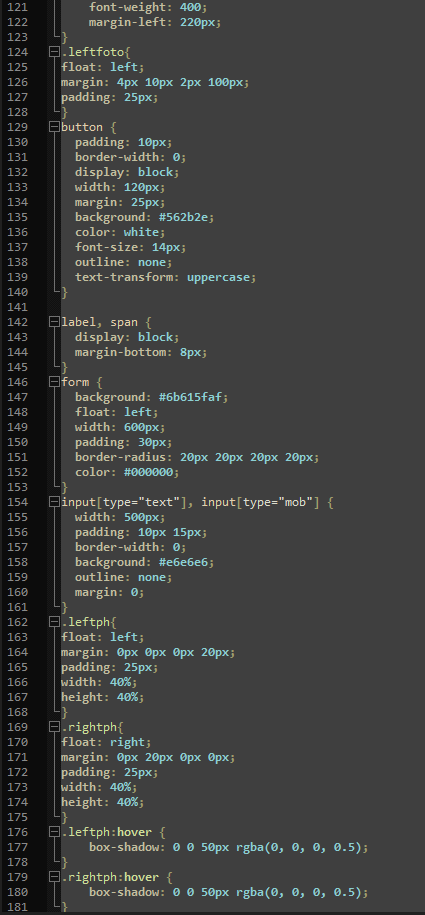 121 font-weight: 400;
122 margin-left: 220px;
123 }
124 .leftfoto{
125 float: left;
126 margin: 4px 10px 2px 100px;
127 padding: 25px;
128 }
129 button {
130 padding: 10px;
131 border-width: 0;
132 display: block;
133 width: 120px;
134 margin: 25px;
135 background: #562b2e;
136 color: white;
137 font-size: 14px;
138 outline: none;
139 text-transform: uppercase;
140 }
141
142 label, span {
143 display: block;
144 margin-bottom: 8px;
145 }
146 form {
147 background: #6b615faf;
148 float: left;
149 width: 600px;
150 padding: 30px;
151 border-radius: 20px 20px 20px 20px;
152 color: #000000;
153 }
154 input[type="text"], input[type="mob"] {
155 width: 500px;
156 padding: 10px 15px;
157 border-width: 0;
158 background: #e6e6e6;
159 outline: none;
160 margin: 0;
161 }
162 .leftph{
163 float: left;
164 margin: 0px 0px 0px 20px;
165 padding: 25px;
166 width: 40%;
167 height: 40%;
168 }
169 .rightph{
170 float: right;
171 margin: 0px 20px 0px 0px;
172 padding: 25px;
173 width: 40%;
174 height: 40%;
175 }
176 .leftph:hover {
177 box-shadow: 0 0 50px rgba(0, 0, 0, 0.5);
178 }
179 .rightph:hover {
180 box-shadow: 0 0 50px rgba(0, 0, 0, 0.5);
181 }